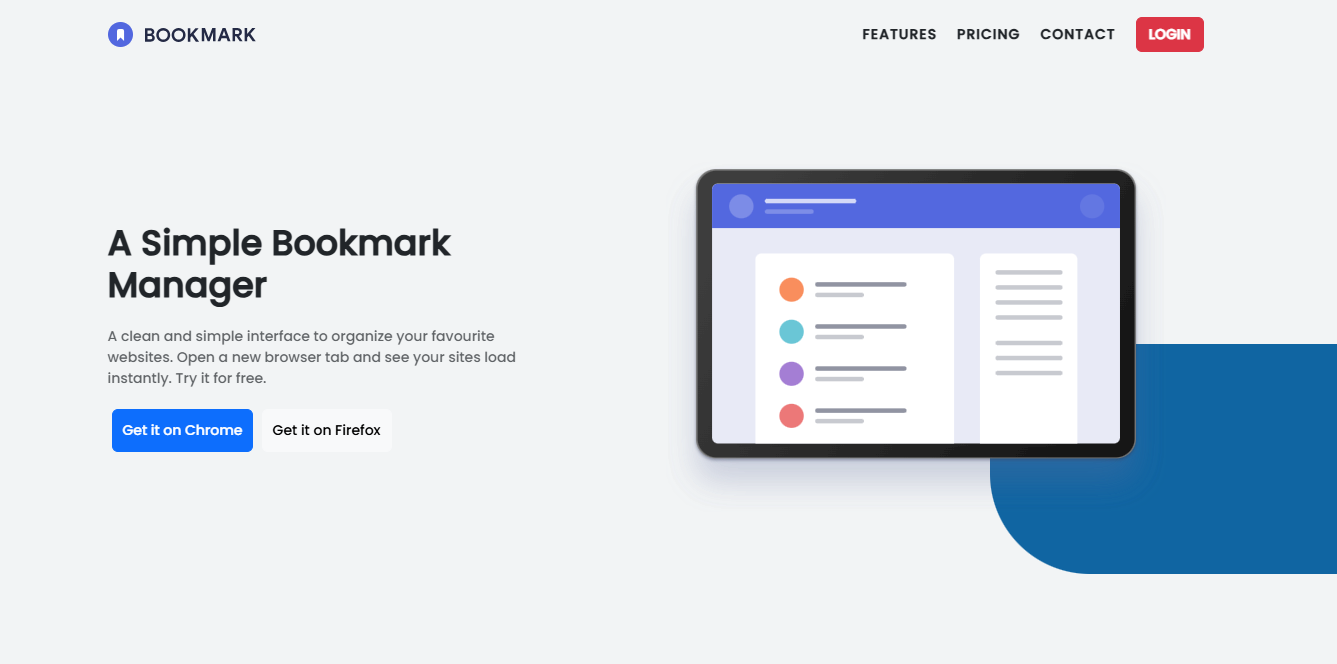 BOOKMARK
FEATURES PRICING CONTACT LOGIN
A Simple Bookmark
Manager
A clean and simple interface to organize your favourite
websites. Open a new browser tab and see your sites load
instantly. Try it for free.
Get it on Chrome Get it on Firefox